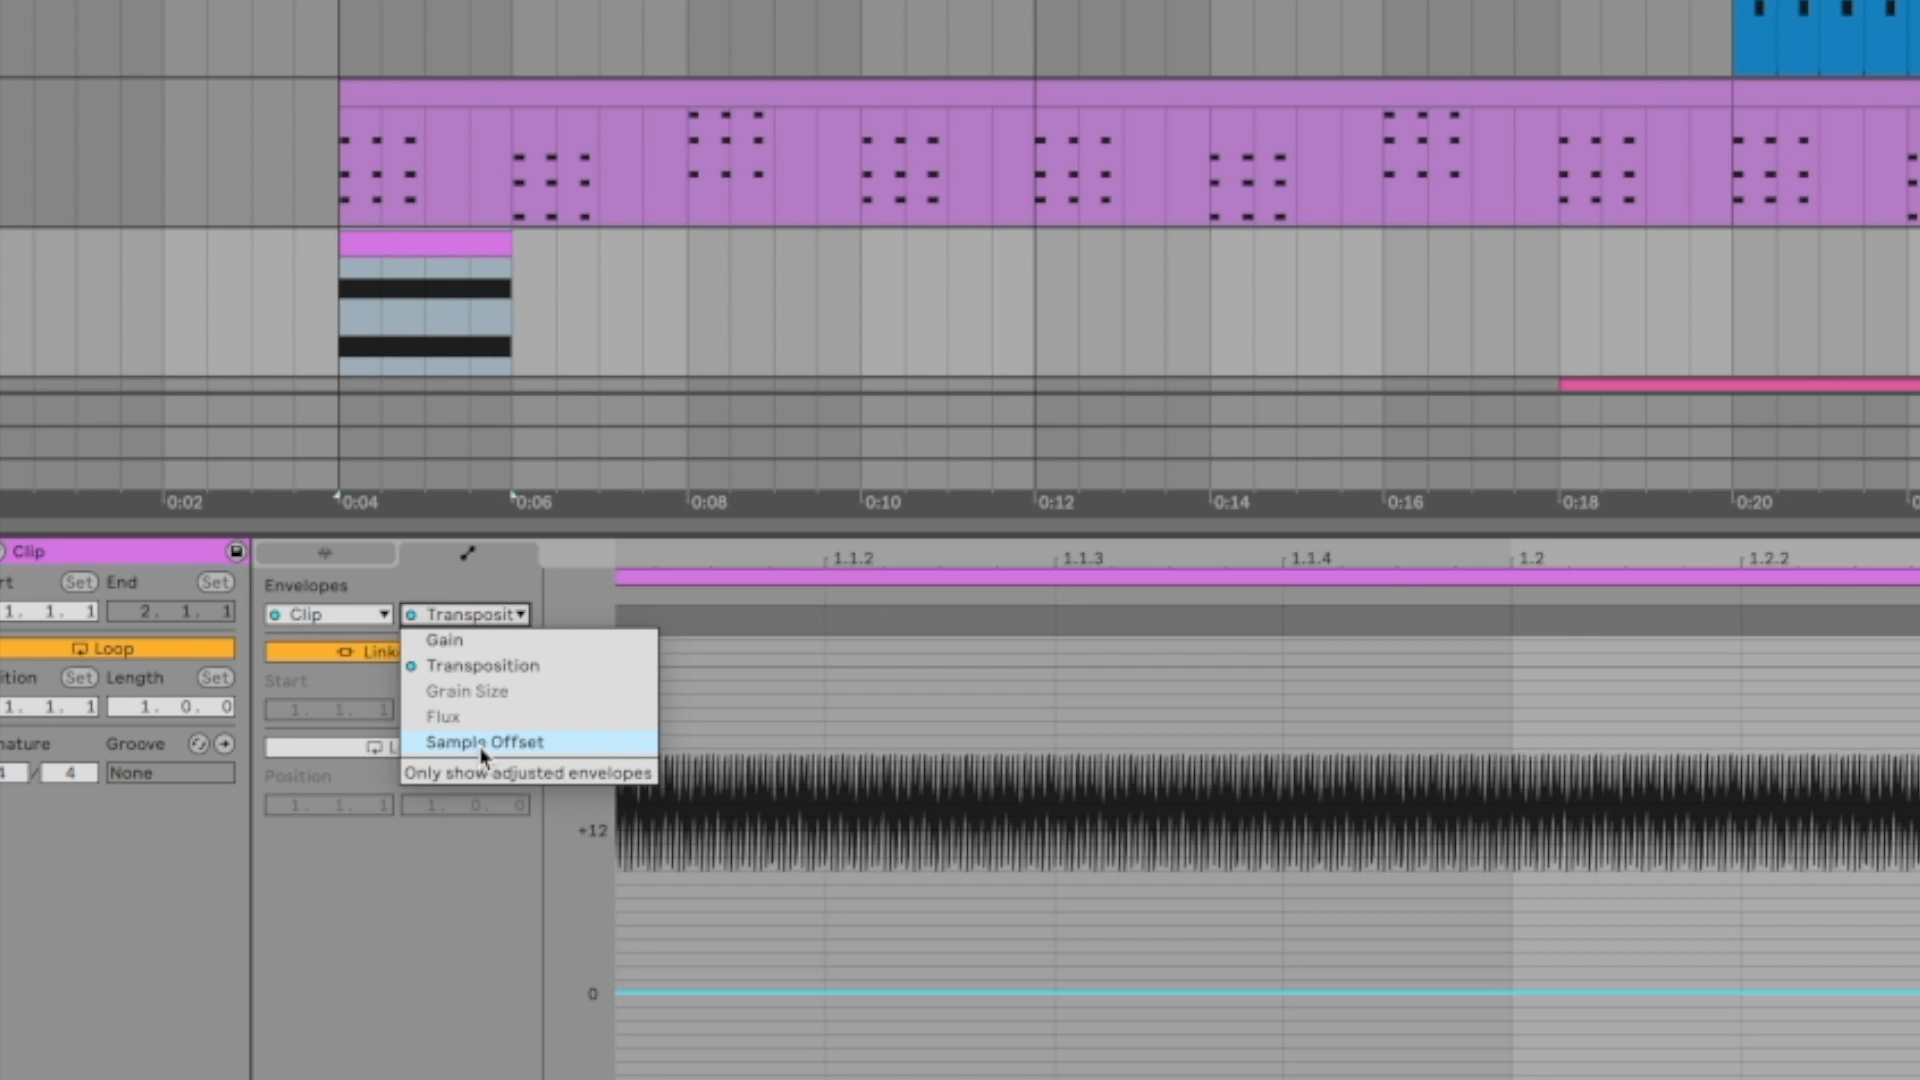 0:02 0:04 0:06 0:08 0:10 0:12 0:14 0:16 0:18 0:20
Clip
1.1.2 1.1.3 1.1.4 1.2 1.2.2
Set End Set
1. 1. 1 2. 1. 1
Envelopes
Clip Transposit
Loop
Gain
Transposition
Grain Size
Flux
Sample Offset
Only show adjusted envelopes
Set Length Set
Start
1. 1. 1 1. 0. 0
1. 1. 1
Groove
4 / 4 None
Position
1. 1. 1 1. 0. 0
+12
0